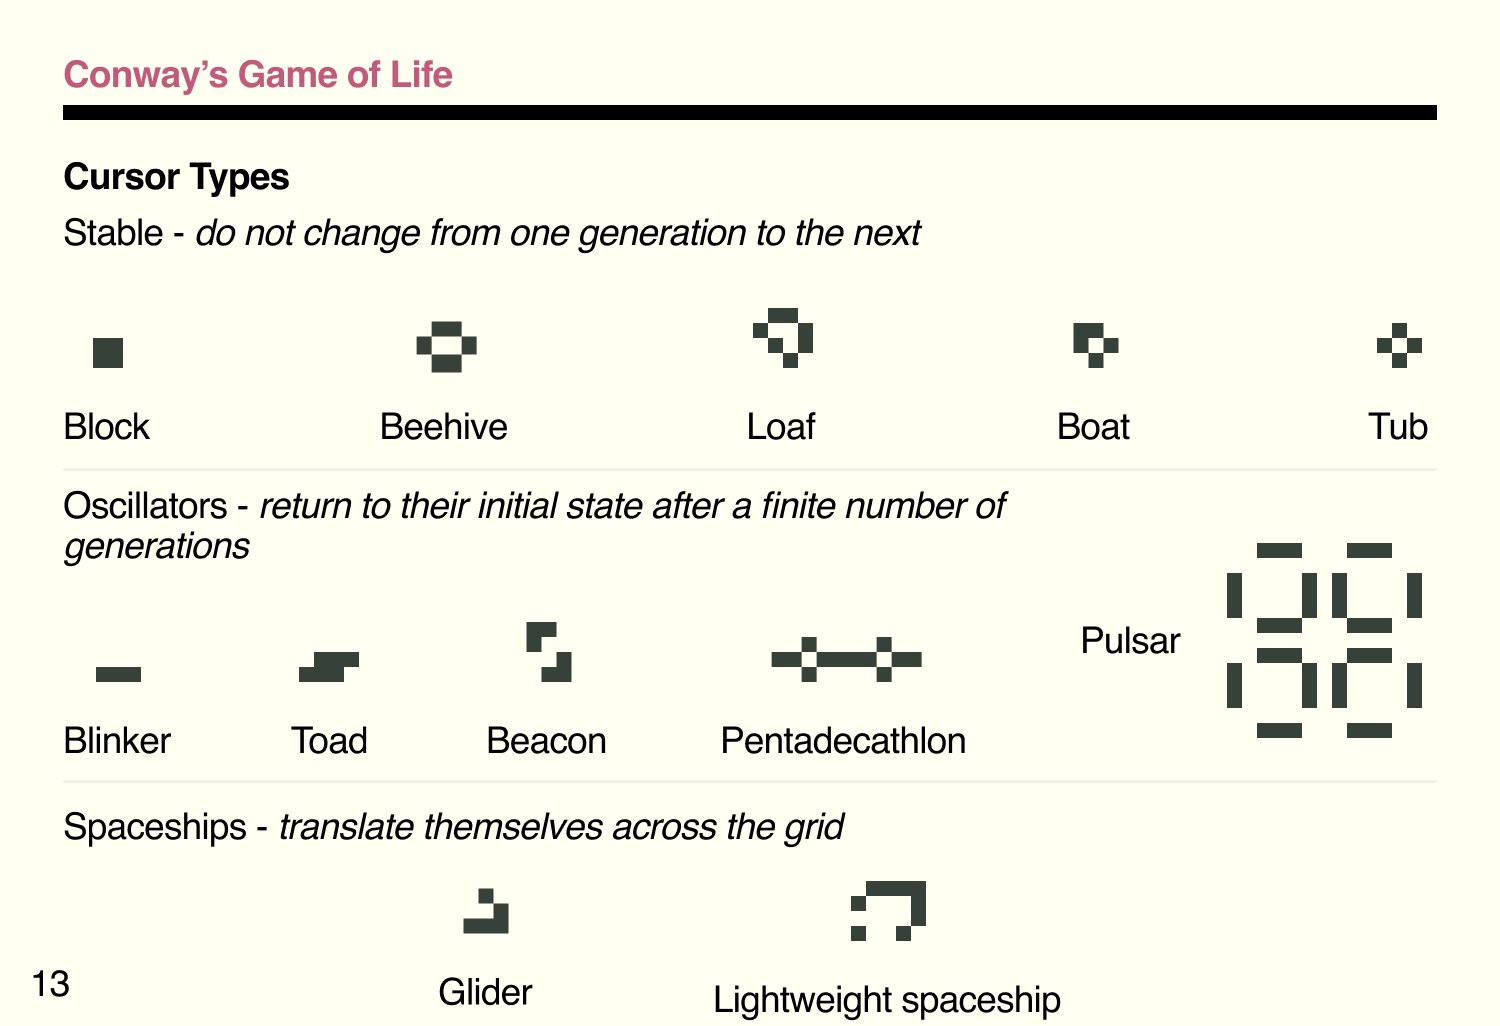 Conway’s Game of Life
Cursor Types
Stable - do not change from one generation to the next
Block
Beehive
Loaf
Boat
Tub
Oscillators - return to their initial state after a finite number of
generations
Pulsar
Blinker
Toad
Beacon
Pentadecathlon
Spaceships - translate themselves across the grid
Glider
Lightweight spaceship
13